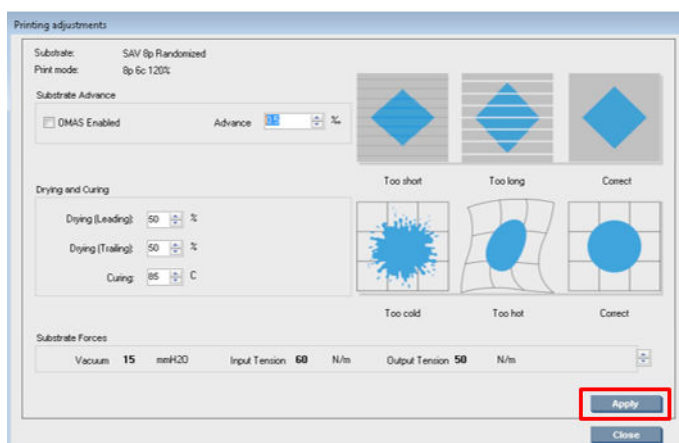 Printing adjustments
Substrate: SAV 8p Randomized
Print mode: 8p 6c 120%
Substrate Advance
OMAS Enabled Advance 0.5 ‰
Too short Too long Correct
Drying and Curing
Drying (Leading): 50 %
Drying (Trailing): 50 %
Curing: 85 C
Too cold Too hot Correct
Substrate Forces
Vacuum 15 mmH2O Input Tension 60 N/m Output Tension 50 N/m
Apply
Close